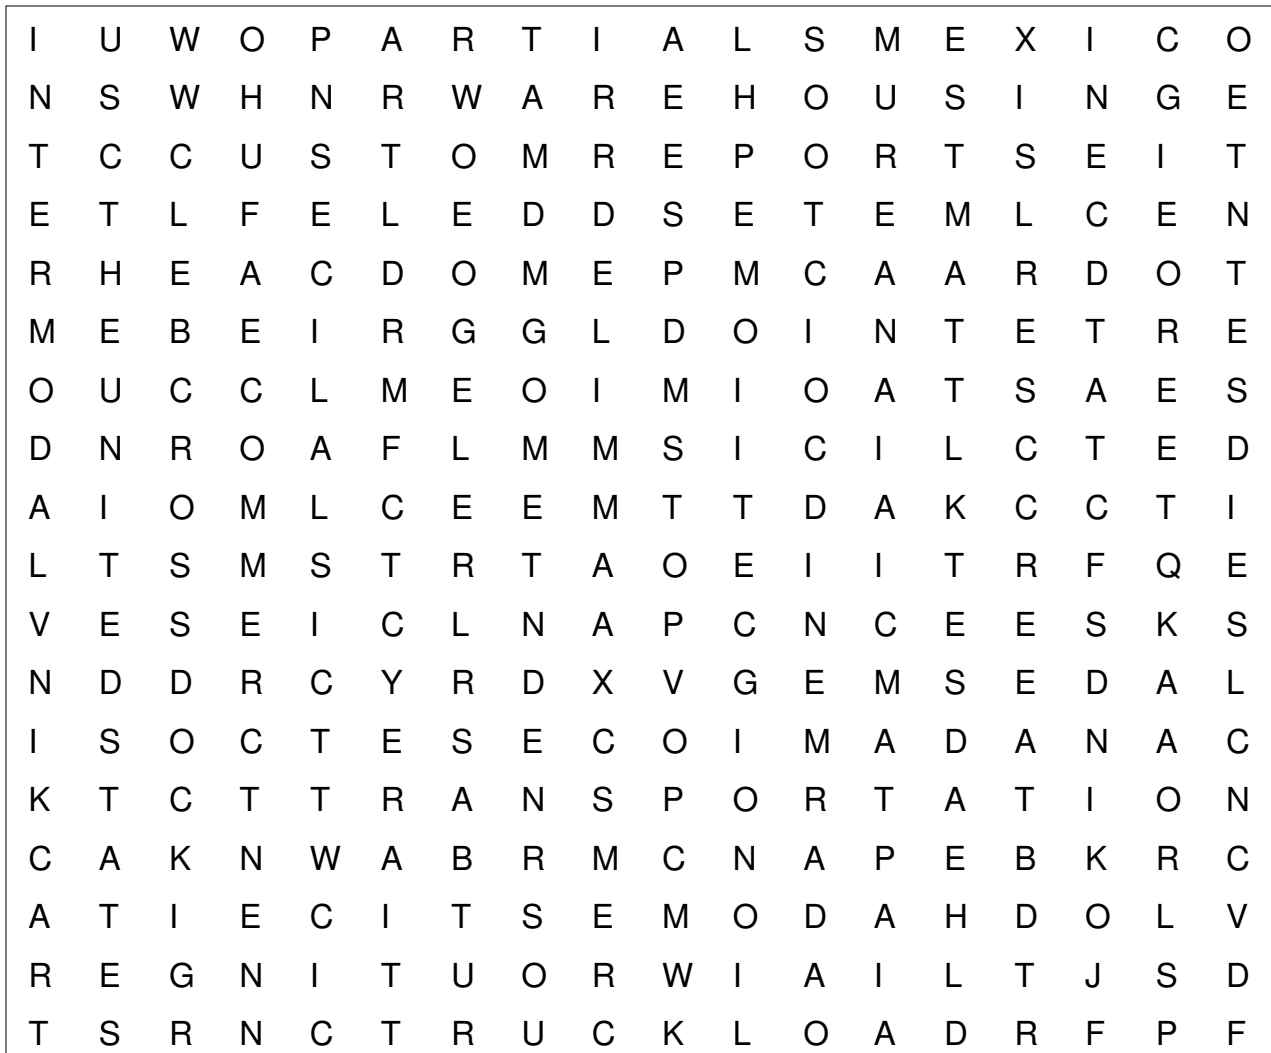 I U W O P A R T I A L S M E X I C O
N S W H N R W A R E H O U S I N G E
T C C U S T O M R E P O R T S E I T
E T L F E L E D D S E T E M L C E N
R H E A C D O M E P M C A A R D O T
M E B E I R G G L D O I N T E T R E
O U C C L M E O I M I O A T S A E S
D N R O A F L M M S I C I L C T E D
A I O M L C E E M T T D A K C C T I
L T S M S T R T A O E I I T R F Q E
V E S E I C L N A P C N C E E S K S
N D D R C Y R D X V G E M S E D A L
I S O C T E S E C O I M A D A N A C
K T C T T R A N S P O R T A T I O N
C A K N W A B R M C N A P E B K R C
A T I E C I T S E M O D A H D O L V
R E G N I T U O R W I A I L T J S D
T S R N C T R U C K L O A D R F P F